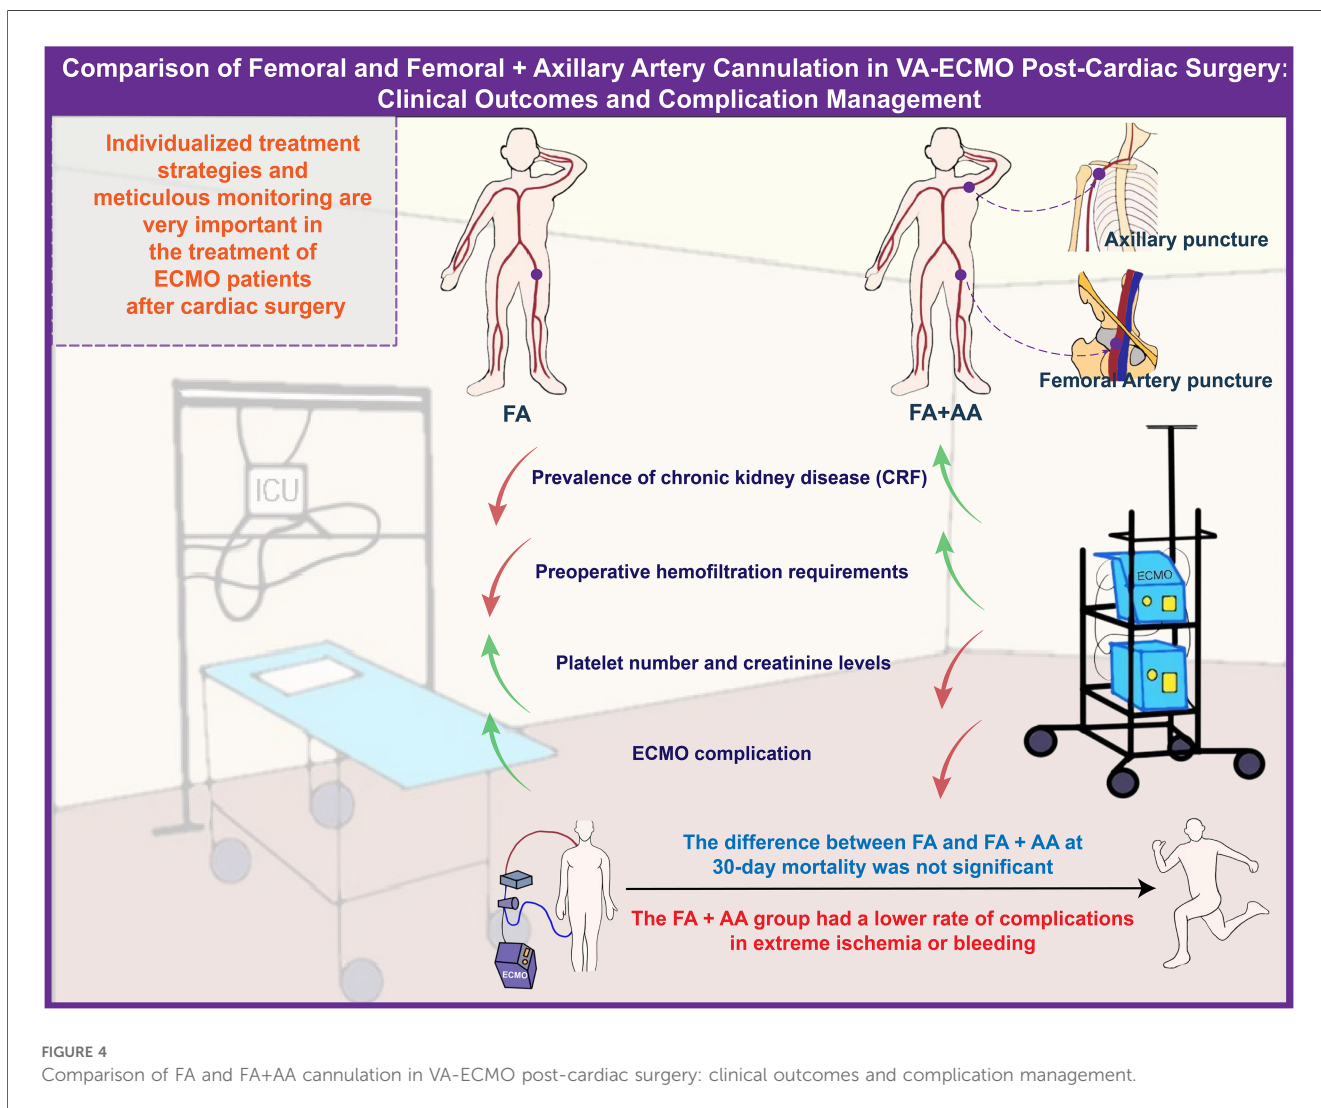 Comparison of Femoral and Femoral + Axillary Artery Cannulation in VA-ECMO Post-Cardiac Surgery:
Clinical Outcomes and Complication Management
Individualized treatment
strategies and
meticulous monitoring are
very important in
the treatment of
ECMO patients
after cardiac surgery
Axillary puncture
Femoral Artery puncture
FA
FA+AA
ICU
Prevalence of chronic kidney disease (CRF)
Preoperative hemofiltration requirements
ECMO
Platelet number and creatinine levels
ECMO complication
The difference between FA and FA + AA at
30-day mortality was not significant
The FA + AA group had a lower rate of complications
in extreme ischemia or bleeding
ECMO
FIGURE 4
Comparison of FA and FA+AA cannulation in VA-ECMO post-cardiac surgery: clinical outcomes and complication management.